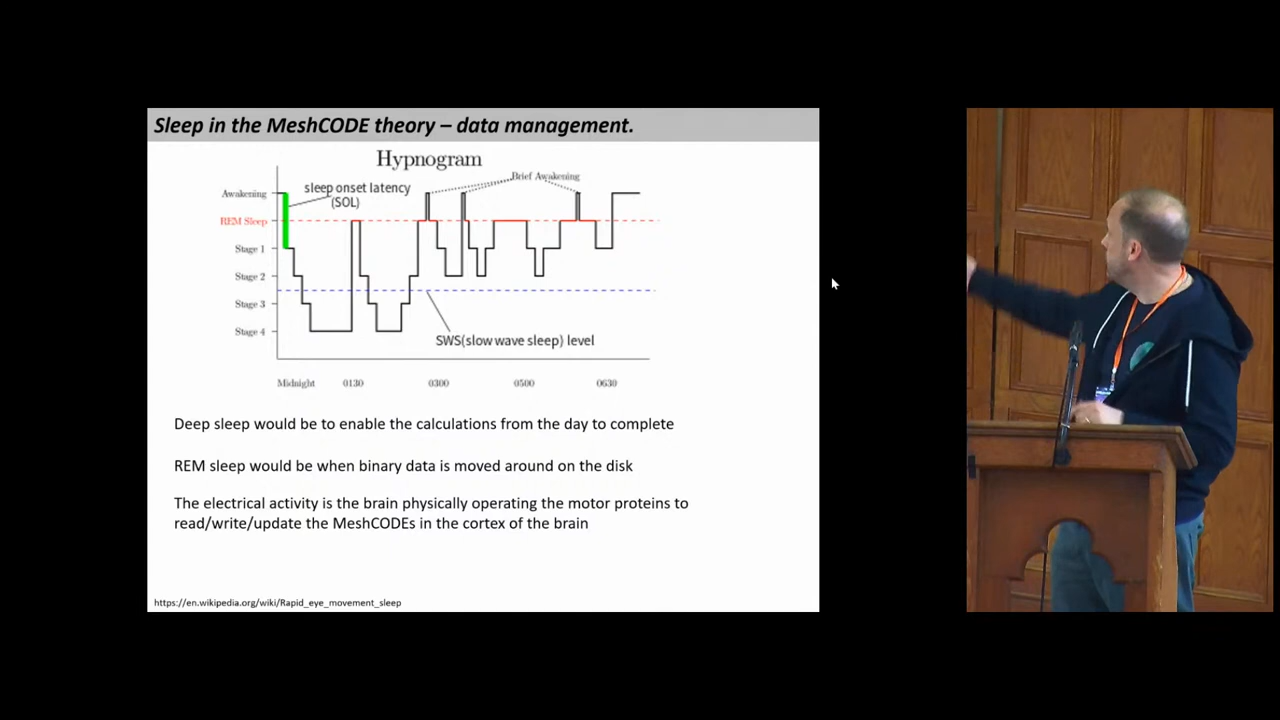 Sleep in the MeshCODE theory – data management.
Hypnogram
Brief Awakening
Awakening
sleep onset latency
(SOL)
REM Sleep
Stage 1
Stage 2
Stage 3
Stage 4
SWS(slow wave sleep) level
Midnight 0130 0300 0500 0630
Deep sleep would be to enable the calculations from the day to complete
REM sleep would be when binary data is moved around on the disk
The electrical activity is the brain physically operating the motor proteins to
read/write/update the MeshCODEs in the cortex of the brain
https://en.wikipedia.org/wiki/Rapid_eye_movement_sleep